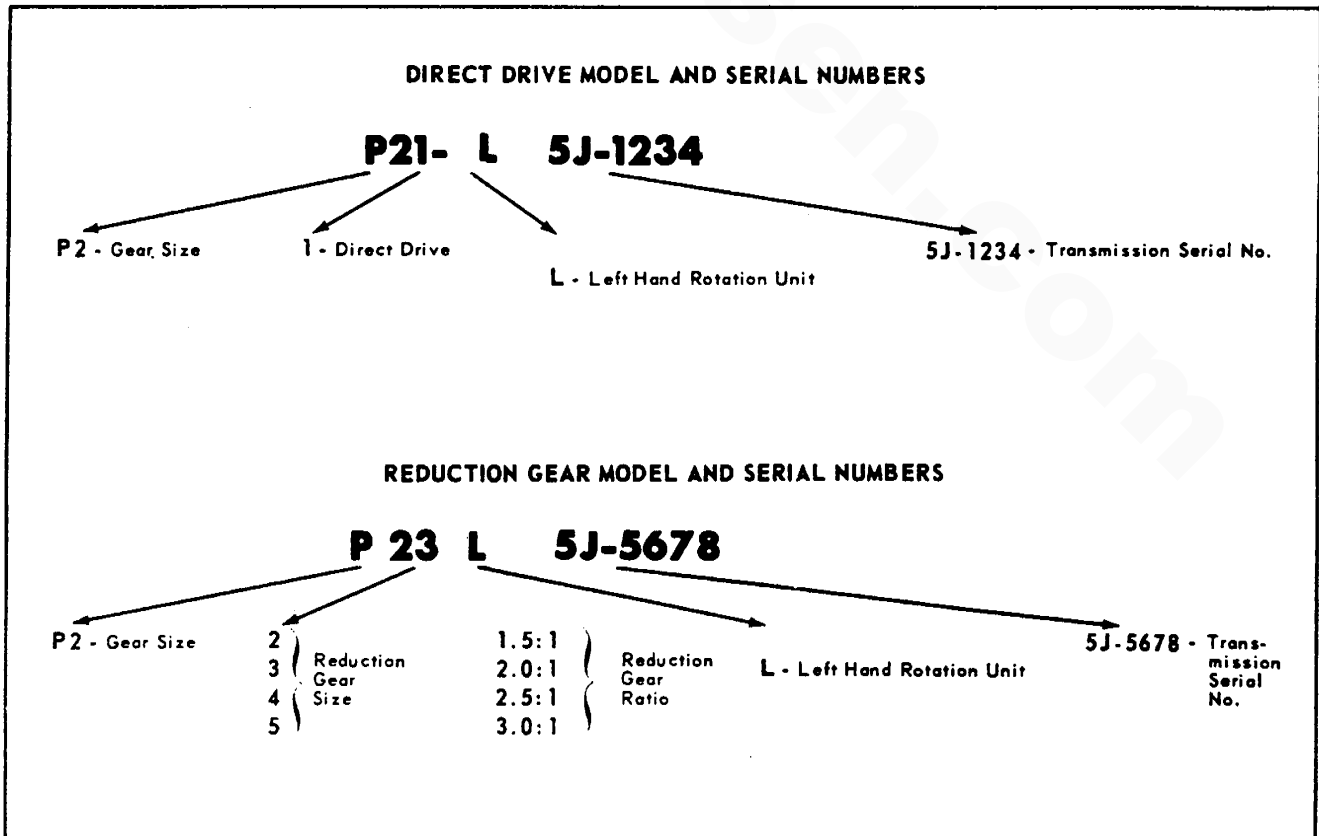 DIRECT DRIVE MODEL AND SERIAL NUMBERS
P21- L 5J-1234
P2 - Gear Size
1 - Direct Drive
L - Left Hand Rotation Unit
5J-1234 - Transmission Serial No.
REDUCTION GEAR MODEL AND SERIAL NUMBERS
P 23 L 5J-5678
P2 - Gear Size
2
3
4
5
Reduction
Gear
Size
1.5:1
2.0:1
2.5:1
3.0:1
Reduction
Gear
Ratio
L - Left Hand Rotation Unit
5J-5678 - Trans-
mission
Serial
No.
sen.com